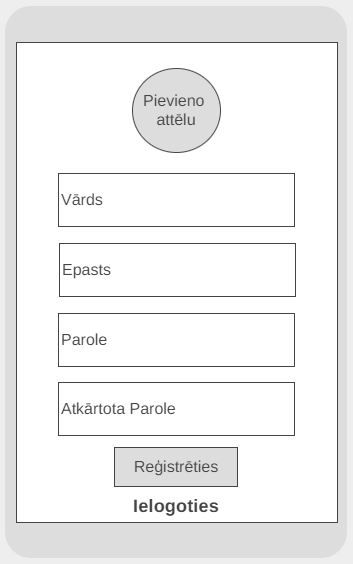 Pievieno
attēlu
Vārds
Epasts
Parole
Atkārtota Parole
Reģistrēties
Ielogoties